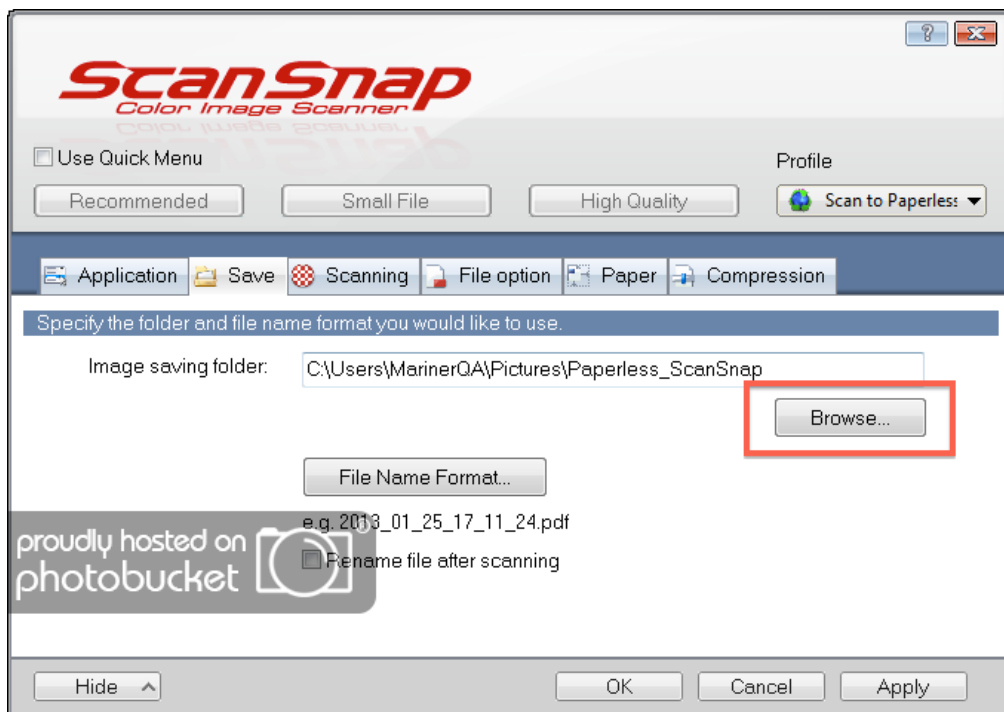 ?
ScanSnap
Color Image Scanner
Use Quick Menu
Profile
Recommended
Small File
High Quality
Scan to Paperless
Application
Save
Scanning
File option
Paper
Compression
Specify the folder and file name format you would like to use.
Image saving folder:
C:\Users\MarinerQA\Pictures\Paperless_ScanSnap
Browse...
File Name Format...
e.g. 2013_01_25_17_11_24.pdf
Rename file after scanning
proudly hosted on
photobucket
®
Hide
OK
Cancel
Apply